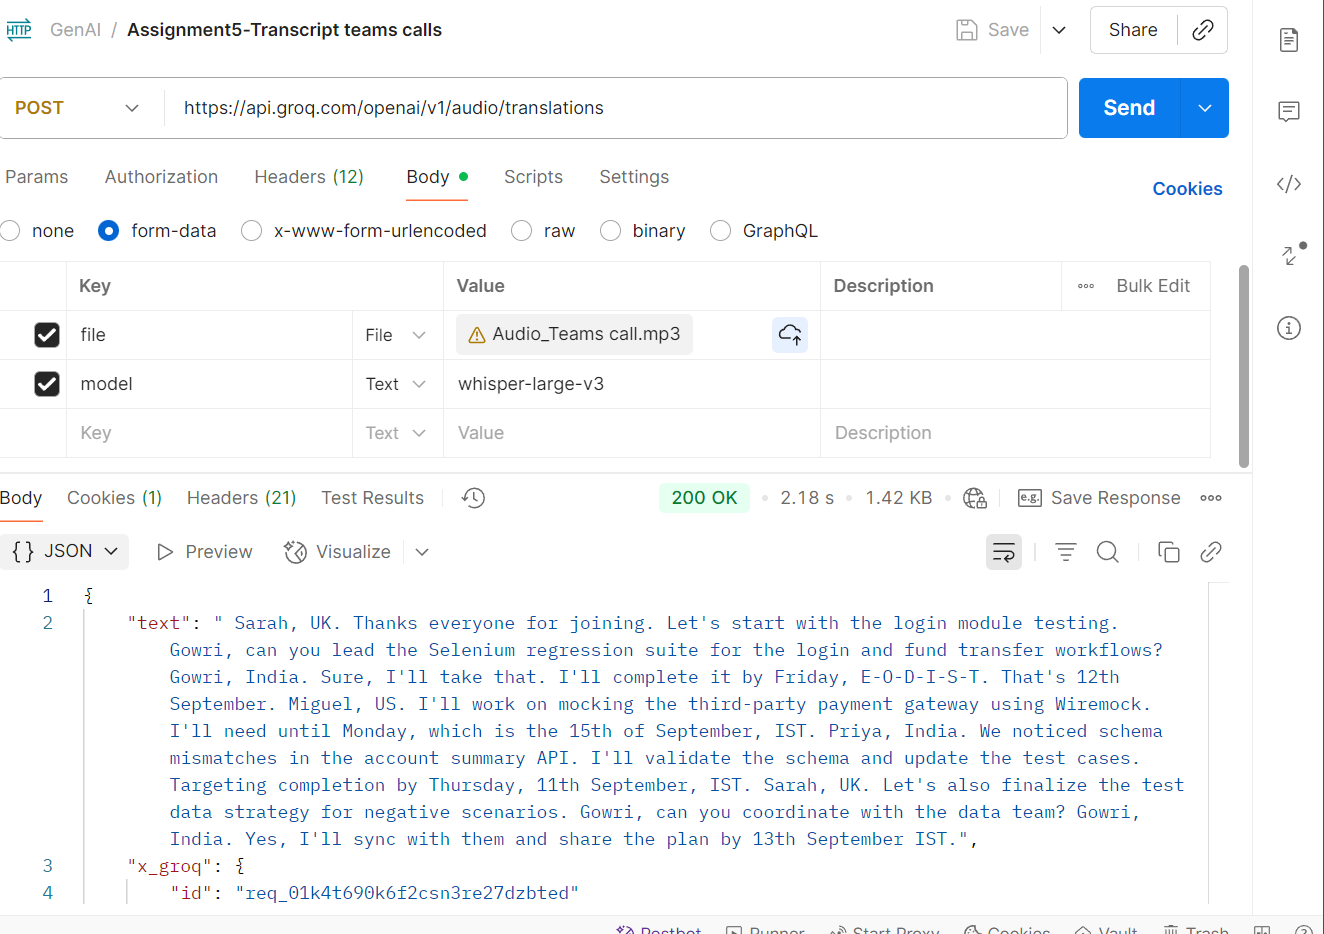 HTTP GenAI / Assignment5-Transcript teams calls Save Share
POST https://api.groq.com/openai/v1/audio/translations Send
Params Authorization Headers (12) Body Scripts Settings Cookies
none form-data x-www-form-urlencoded raw binary GraphQL
Key Value Description Bulk Edit
file File Audio_Teams call.mp3
model Text whisper-large-v3
Key Text Value Description
Body Cookies (1) Headers (21) Test Results 200 OK 2.18 s 1.42 KB e.g. Save Response
{} JSON Preview Visualize
1 {
2 "text": " Sarah, UK. Thanks everyone for joining. Let's start with the login module testing.
Gowri, can you lead the Selenium regression suite for the login and fund transfer workflows?
Gowri, India. Sure, I'll take that. I'll complete it by Friday, E-O-D-I-S-T. That's 12th
September. Miguel, US. I'll work on mocking the third-party payment gateway using Wiremock.
I'll need until Monday, which is the 15th of September, IST. Priya, India. We noticed schema
mismatches in the account summary API. I'll validate the schema and update the test cases.
Targeting completion by Thursday, 11th September, IST. Sarah, UK. Let's also finalize the test
data strategy for negative scenarios. Gowri, can you coordinate with the data team? Gowri,
India. Yes, I'll sync with them and share the plan by 13th September IST.",
3 "x_groq": {
4 "id": "req_01k4t690k6f2csn3re27dzbted"
Postbot Runner Start Proxy Cookies Vault Trash